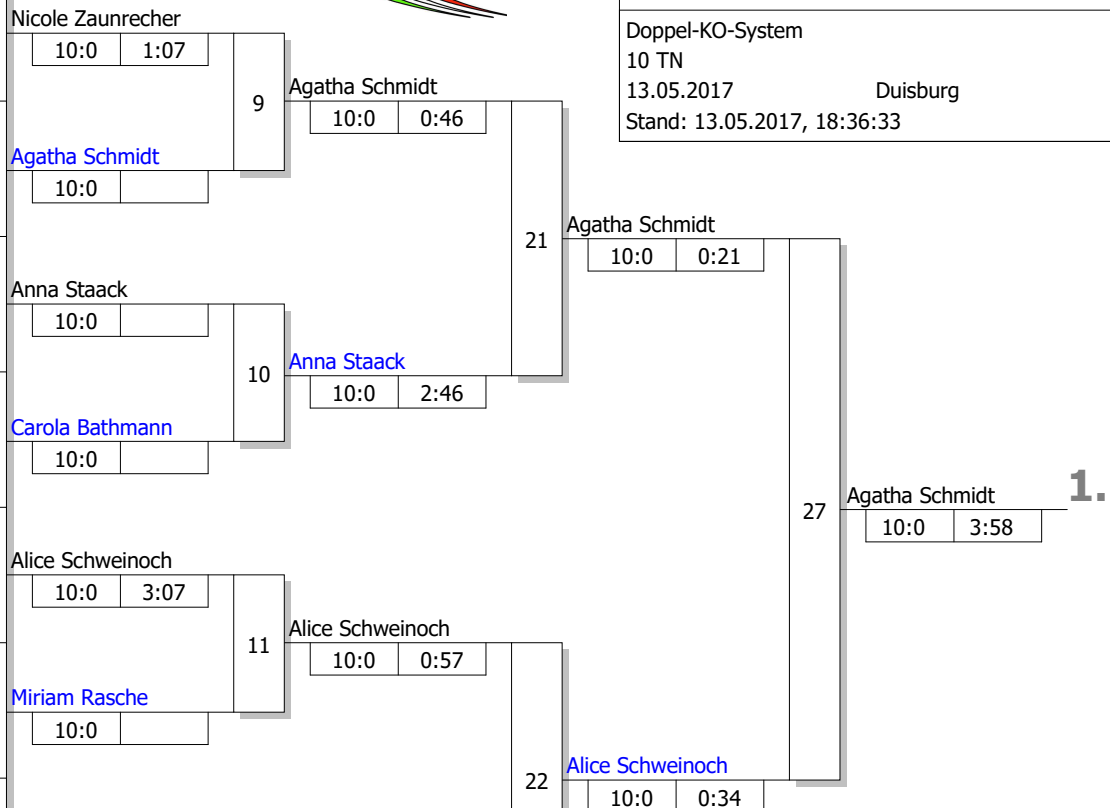 Nicole Zaunrecher
10:0 1:07
Doppel-KO-System
10 TN
13.05.2017 Duisburg
Stand: 13.05.2017, 18:36:33
9
Agatha Schmidt
10:0 0:46
Agatha Schmidt
10:0
21
Agatha Schmidt
10:0 0:21
Anna Staack
10:0
10
Anna Staack
10:0 2:46
Carola Bathmann
10:0
27
Agatha Schmidt
10:0 3:58
1.
Alice Schweinoch
10:0 3:07
11
Alice Schweinoch
10:0 0:57
Miriam Rasche
10:0
22
Alice Schweinoch
10:0 0:34